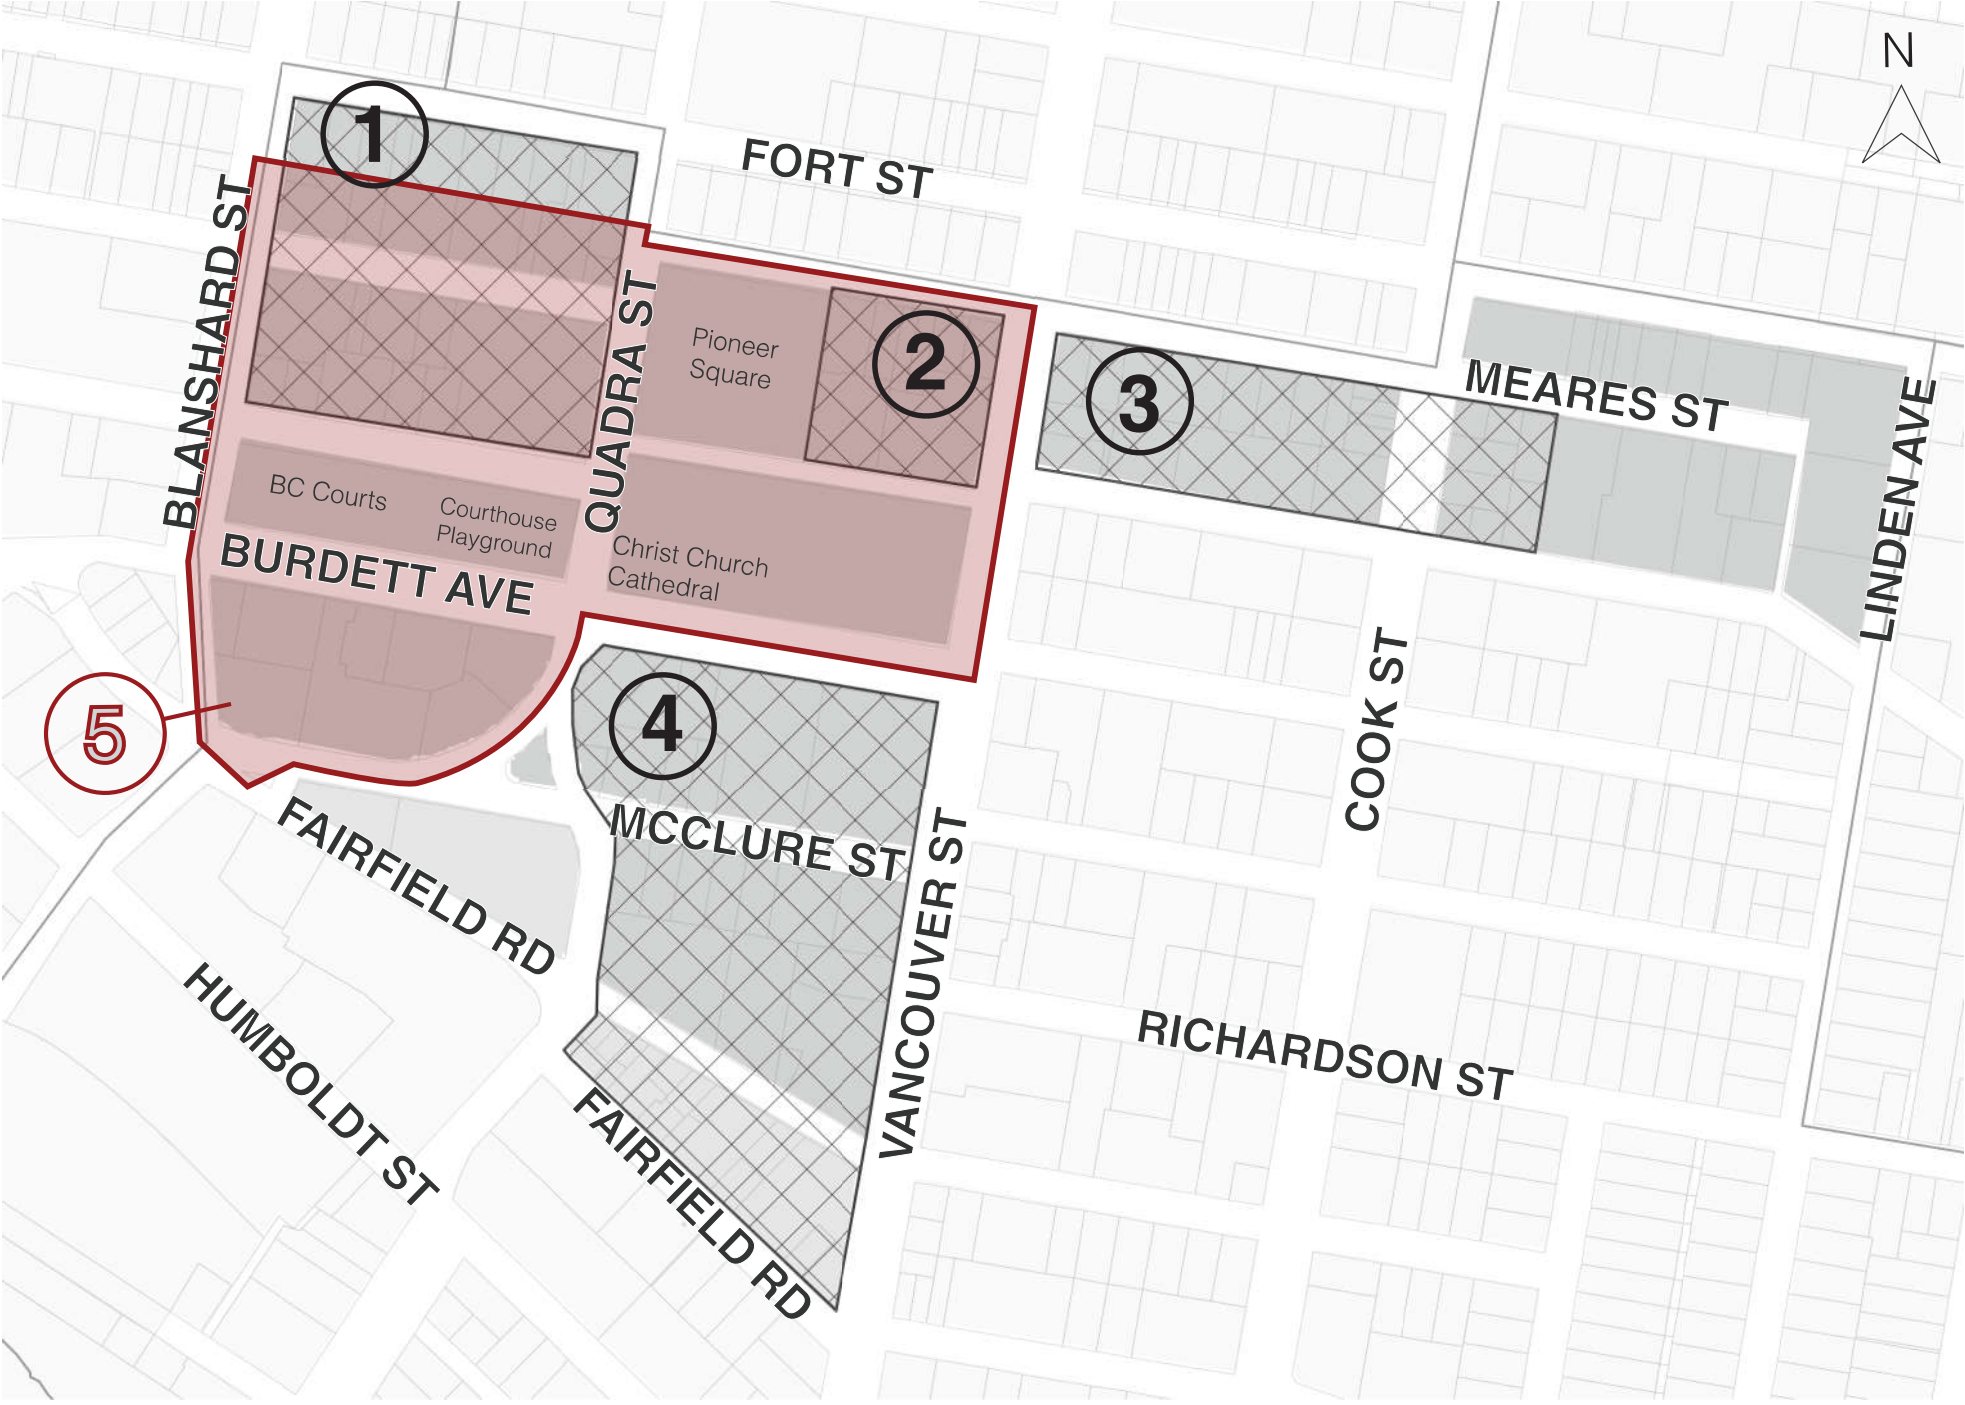 N
1
FORT ST
BLANSHARD ST
QUADRA ST
Pioneer
Square
2
3
MEARES ST
LINDEN AVE
BC Courts
Courthouse
Playground
BURDETT AVE
Christ Church
Cathedral
5
4
COOK ST
MCCLURE ST
FAIRFIELD RD
VANCOUVER ST
HUMBOLDT ST
RICHARDSON ST
FAIRFIELD RD